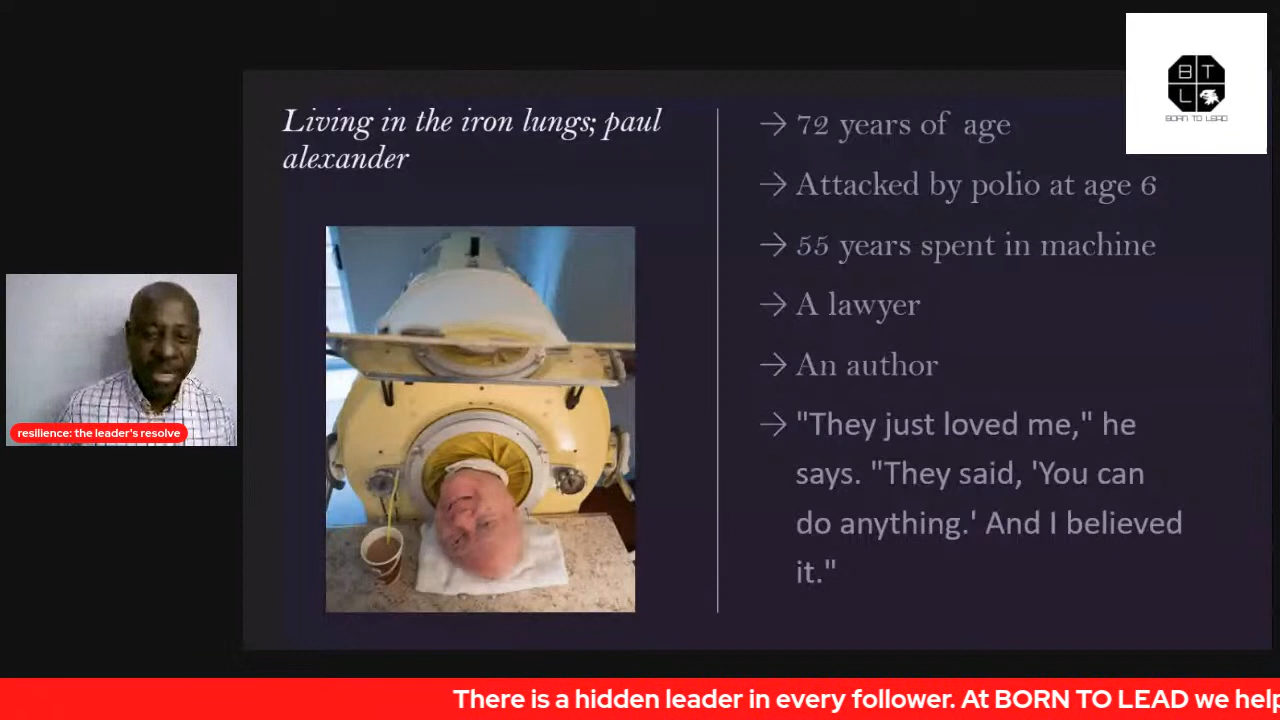 Living in the iron lungs; paul
alexander
→ 72 years of age
→ Attacked by polio at age 6
→ 55 years spent in machine
→ A lawyer
→ An author
→ "They just loved me," he
says. "They said, 'You can
do anything.' And I believed
it."
B T
L
BORN TO LEAD
resilience: the leader's resolve
There is a hidden leader in every follower. At BORN TO LEAD we help